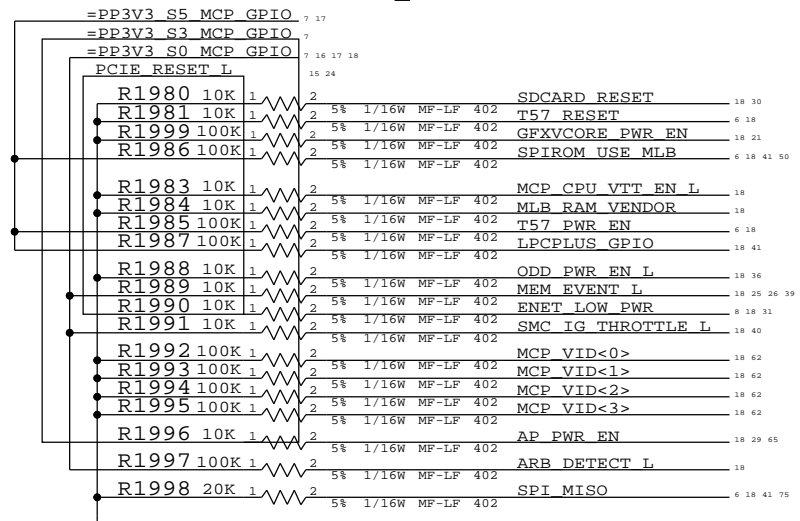 =PP3V3_S5_MCP_GPIO 7 17
=PP3V3_S3_MCP_GPIO 7
=PP3V3_S0_MCP_GPIO 7 16 17 18
PCIE_RESET_L 15 24
R1980 10K 1 2 SDCARD_RESET 18 30
5% 1/16W MF-LF 402
R1981 10K 1 2 T57_RESET 6 18
5% 1/16W MF-LF 402
R1999 100K 1 2 GFXVCORE_PWR_EN 18 21
5% 1/16W MF-LF 402
R1986 100K 1 2 SPIROM_USE_MLB 6 18 41 50
5% 1/16W MF-LF 402
R1983 10K 1 2 MCP_CPU_VTT_EN_L 18
5% 1/16W MF-LF 402
R1984 10K 1 2 MLB_RAM_VENDOR 18
5% 1/16W MF-LF 402
R1985 100K 1 2 T57_PWR_EN 6 18
5% 1/16W MF-LF 402
R1987 100K 1 2 LPCPLUS_GPIO 18 41
5% 1/16W MF-LF 402
R1988 10K 1 2 ODD_PWR_EN_L 18 36
5% 1/16W MF-LF 402
R1989 10K 1 2 MEM_EVENT_L 18 25 26 39
5% 1/16W MF-LF 402
R1990 10K 1 2 ENET_LOW_PWR 8 18 31
5% 1/16W MF-LF 402
R1991 10K 1 2 SMC_IG_THROTTLE_L 18 40
5% 1/16W MF-LF 402
R1992 100K 1 2 MCP_VID<0> 18 62
5% 1/16W MF-LF 402
R1993 100K 1 2 MCP_VID<1> 18 62
5% 1/16W MF-LF 402
R1994 100K 1 2 MCP_VID<2> 18 62
5% 1/16W MF-LF 402
R1995 100K 1 2 MCP_VID<3> 18 62
5% 1/16W MF-LF 402
R1996 10K 1 2 AP_PWR_EN 18 29 65
5% 1/16W MF-LF 402
R1997 100K 1 2 ARB_DETECT_L 18
5% 1/16W MF-LF 402
R1998 20K 1 2 SPI_MISO 6 18 41 75
5% 1/16W MF-LF 402